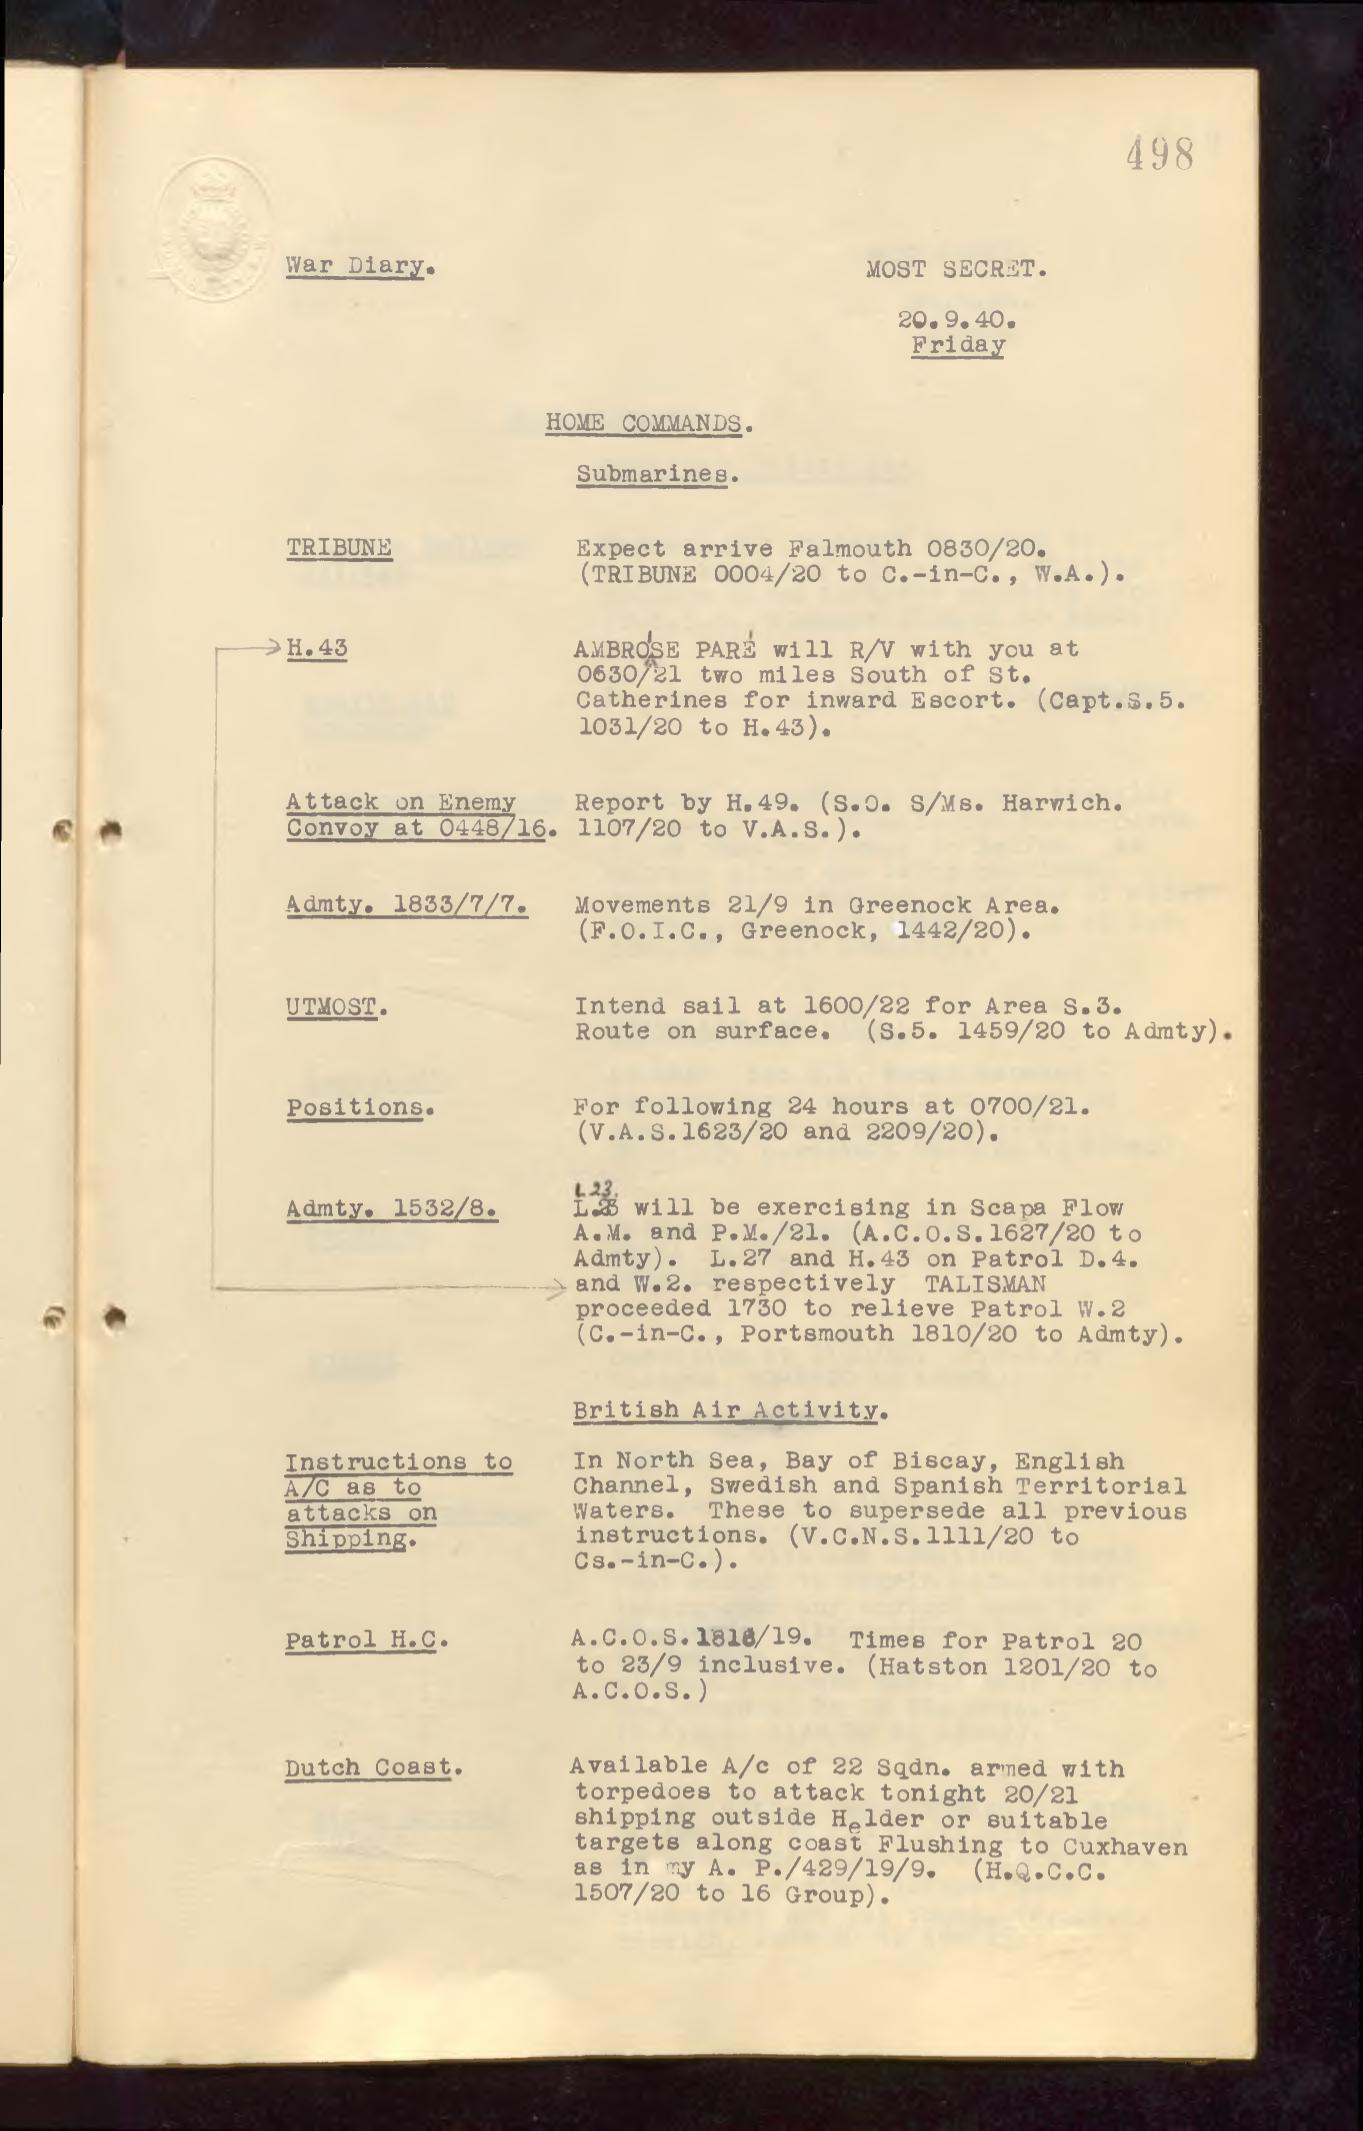 498
War Diary.
MOST SECRET.
20.9.40.
Friday
HOME COMMANDS.
Submarines.
TRIBUNE
Expect arrive Falmouth 0830/20.
(TRIBUNE 0004/20 to C.-in-C., W.A.).
H.43
AMBROSE PARÉ will R/V with you at
0630/21 two miles South of St.
Catherines for inward Escort. (Capt.S.5.
1031/20 to H.43).
Attack on Enemy
Convoy at 0448/16.
Report by H.49. (S.O. S/Ms. Harwich.
1107/20 to V.A.S.).
Admty. 1833/7/7.
Movements 21/9 in Greenock Area.
(F.O.I.C., Greenock, 1442/20).
UTMOST.
Intend sail at 1600/22 for Area S.3.
Route on surface. (S.5. 1459/20 to Admty).
Positions.
For following 24 hours at 0700/21.
(V.A.S.1623/20 and 2209/20).
Admty. 1532/8.
L23.
will be exercising in Scapa Flow
A.M. and P.M./21. (A.C.O.S.1627/20 to
Admty). L.27 and H.43 on Patrol D.4.
and W.2. respectively TALISMAN
proceeded 1730 to relieve Patrol W.2
(C.-in-C., Portsmouth 1810/20 to Admty).
British Air Activity.
Instructions to
A/C as to
attacks on
Shipping.
In North Sea, Bay of Biscay, English
Channel, Swedish and Spanish Territorial
Waters. These to supersede all previous
instructions. (V.C.N.S.1111/20 to
Cs.-in-C.).
Patrol H.C.
A.C.O.S. Times for Patrol 20
to 23/9 inclusive. (Hatston 1201/20 to
A.C.O.S.)
Dutch Coast.
Available A/c of 22 Sqdn. armed with
torpedoes to attack tonight 20/21
shipping outside Helder or suitable
targets along coast Flushing to Cuxhaven
as in my A. P./429/19/9. (H.Q.C.C.
1507/20 to 16 Group).